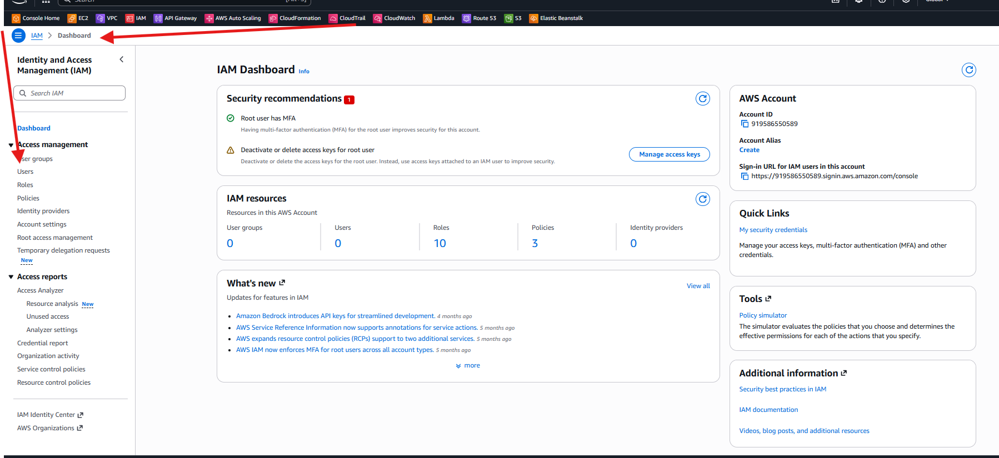 Search [Alt+S] Global
Console Home EC2 VPC IAM API Gateway AWS Auto Scaling CloudFormation CloudTrail CloudWatch Lambda Route 53 S3 Elastic Beanstalk
IAM > Dashboard
Identity and Access
Management (IAM)
Search IAM
Dashboard
Access management
User groups
Users
Roles
Policies
Identity providers
Account settings
Root access management
Temporary delegation requests
New
Access reports
Access Analyzer
Resource analysis New
Unused access
Analyzer settings
Credential report
Organization activity
Service control policies
Resource control policies
IAM Identity Center
AWS Organizations
IAM Dashboard Info
Security recommendations 1
Root user has MFA
Having multi-factor authentication (MFA) for the root user improves security for this account.
Deactivate or delete access keys for root user
Deactivate or delete the access keys for the root user. Instead, use access keys attached to an IAM user to improve security.
Manage access keys
IAM resources
Resources in this AWS Account
User groups Users Roles Policies Identity providers
0 0 10 3 0
What's new
View all
Updates for features in IAM
Amazon Bedrock introduces API keys for streamlined development. 4 months ago
AWS Service Reference Information now supports annotations for service actions. 5 months ago
AWS expands resource control policies (RCPs) support to two additional services. 5 months ago
AWS IAM now enforces MFA for root users across all account types. 5 months ago
more
AWS Account
Account ID
919586550589
Account Alias
Create
Sign-in URL for IAM users in this account
https://919586550589.signin.aws.amazon.com/console
Quick Links
My security credentials
Manage your access keys, multi-factor authentication (MFA) and other
credentials.
Tools
Policy simulator
The simulator evaluates the policies that you choose and determines the
effective permissions for each of the actions that you specify.
Additional information
Security best practices in IAM
IAM documentation
Videos, blog posts, and additional resources